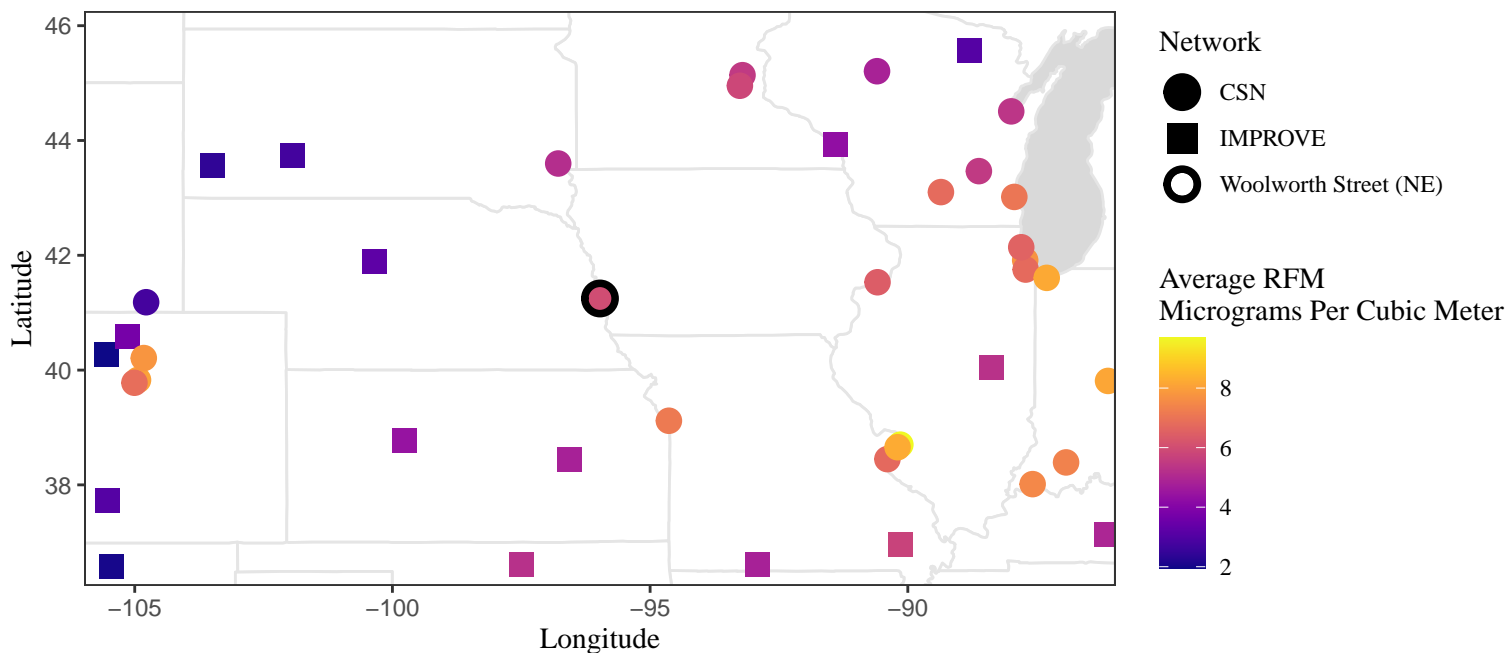 46
44
42
40
38
Latitude
−105
−100
−95
−90
Longitude
Network
CSN
IMPROVE
Woolworth Street (NE)
Average RFM
Micrograms Per Cubic Meter
8
6
4
2